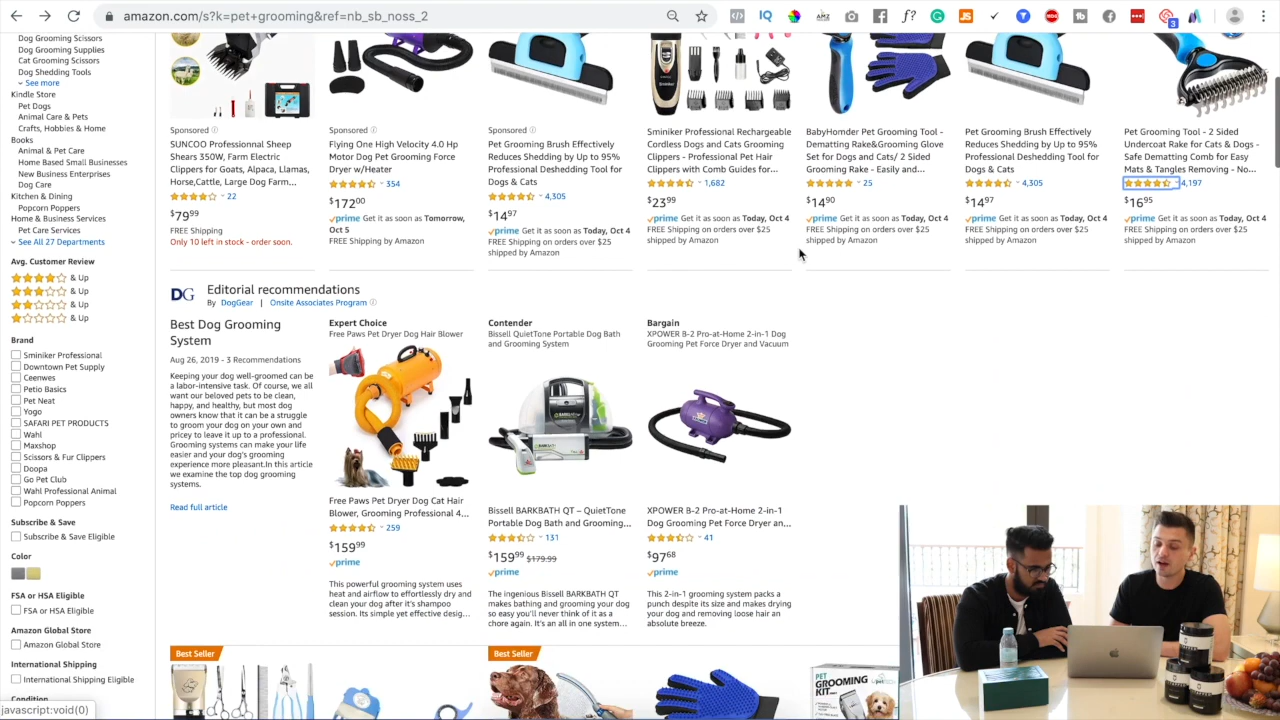 amazon.com/s?k=pet+grooming&ref=nb_sb_noss_2
Dog Grooming Scissors
Dog Grooming Supplies
Cat Grooming Scissors
Dog Shedding Tools
See more
Kindle Store
Pet Dogs
Animal Care & Pets
Crafts, Hobbies & Home
Books
Animal & Pet Care
Home Based Small Businesses
New Business Enterprises
Dog Care
Kitchen & Dining
Popcorn Poppers
Home & Business Services
Pet Care Services
See All 27 Departments
Avg. Customer Review
& Up
& Up
& Up
& Up
Brand
Sminiker Professional
Downtown Pet Supply
Ceenwes
Petio Basics
Pet Neat
Yogo
SAFARI PET PRODUCTS
Wahl
Maxshop
Scissors & Fur Clippers
Doopa
Go Pet Club
Wahl Professional Animal
Popcorn Poppers
Subscribe & Save
Subscribe & Save Eligible
Color
FSA or HSA Eligible
FSA or HSA Eligible
Amazon Global Store
Amazon Global Store
International Shipping
International Shipping Eligible
Condition
javascript:void(0)
Sponsored
SUNCOO Professionnal Sheep
Shears 350W, Farm Electric
Clippers for Goats, Alpaca, Llamas,
Horse,Cattle, Large Dog Farm...
22
$7999
FREE Shipping
Only 10 left in stock - order soon.
Sponsored
Flying One High Velocity 4.0 Hp
Motor Dog Pet Grooming Force
Dryer w/Heater
354
$17200
prime Get it as soon as Tomorrow,
Oct 5
FREE Shipping by Amazon
Sponsored
Pet Grooming Brush Effectively
Reduces Shedding by Up to 95%
Professional Deshedding Tool for
Dogs & Cats
4,305
$1497
prime Get it as soon as Today, Oct 4
FREE Shipping on orders over $25
shipped by Amazon
Sminiker Professional Rechargeable
Cordless Dogs and Cats Grooming
Clippers - Professional Pet Hair
Clippers with Comb Guides for...
1,682
$2399
prime Get it as soon as Today, Oct 4
FREE Shipping on orders over $25
shipped by Amazon
BabyHomder Pet Grooming Tool -
Dematting Rake&Grooming Glove
Set for Dogs and Cats/ 2 Sided
Grooming Rake - Easily and...
25
$1490
prime Get it as soon as Today, Oct 4
FREE Shipping on orders over $25
shipped by Amazon
Pet Grooming Brush Effectively
Reduces Shedding by Up to 95%
Professional Deshedding Tool for
Dogs & Cats
4,305
$1497
prime Get it as soon as Today, Oct 4
FREE Shipping on orders over $25
shipped by Amazon
Pet Grooming Tool - 2 Sided
Undercoat Rake for Cats & Dogs -
Safe Dematting Comb for Easy
Mats & Tangles Removing - No...
4,197
$1695
prime Get it as soon as Today, Oct 4
FREE Shipping on orders over $25
shipped by Amazon
DG
Editorial recommendations
By DogGear | Onsite Associates Program
Best Dog Grooming
System
Aug 26, 2019 - 3 Recommendations
Keeping your dog well-groomed can be
a labor-intensive task. Of course, we all
want our beloved pets to be clean,
happy, and healthy, but most dog
owners know that it can be a struggle
to groom your dog on your own and
pricey to leave it up to a professional.
Grooming systems can make your life
easier and your dog's grooming
experience more pleasant.In this article
we examine the top dog grooming
systems.
Read full article
Expert Choice
Free Paws Pet Dryer Dog Hair Blower
Free Paws Pet Dryer Dog Cat Hair
Blower, Grooming Professional 4...
259
$15999
prime
This powerful grooming system uses
heat and airflow to effortlessly dry and
clean your dog after it's shampoo
session. Its simple yet effective desig...
Contender
Bissell QuietTone Portable Dog Bath
and Grooming System
Bissell BARKBATH QT – QuietTone
Portable Dog Bath and Grooming,...
131
$15999 $179.99
prime
The ingenious Bissell BARKBATH QT
makes bathing and grooming your dog
so easy you'll never think of it as a
chore again. It's an all in one system...
Bargain
XPOWER B-2 Pro-at-Home 2-in-1 Dog
Grooming Pet Force Dryer and Vacuum
XPOWER B-2 Pro-at-Home 2-in-1
Dog Grooming Pet Force Dryer an...
41
$9768
prime
This 2-in-1 grooming system packs a
punch despite its size and makes drying
your dog and removing loose hair an
absolute breeze.
Best Seller
Best Seller
PET
GROOMING
KIT